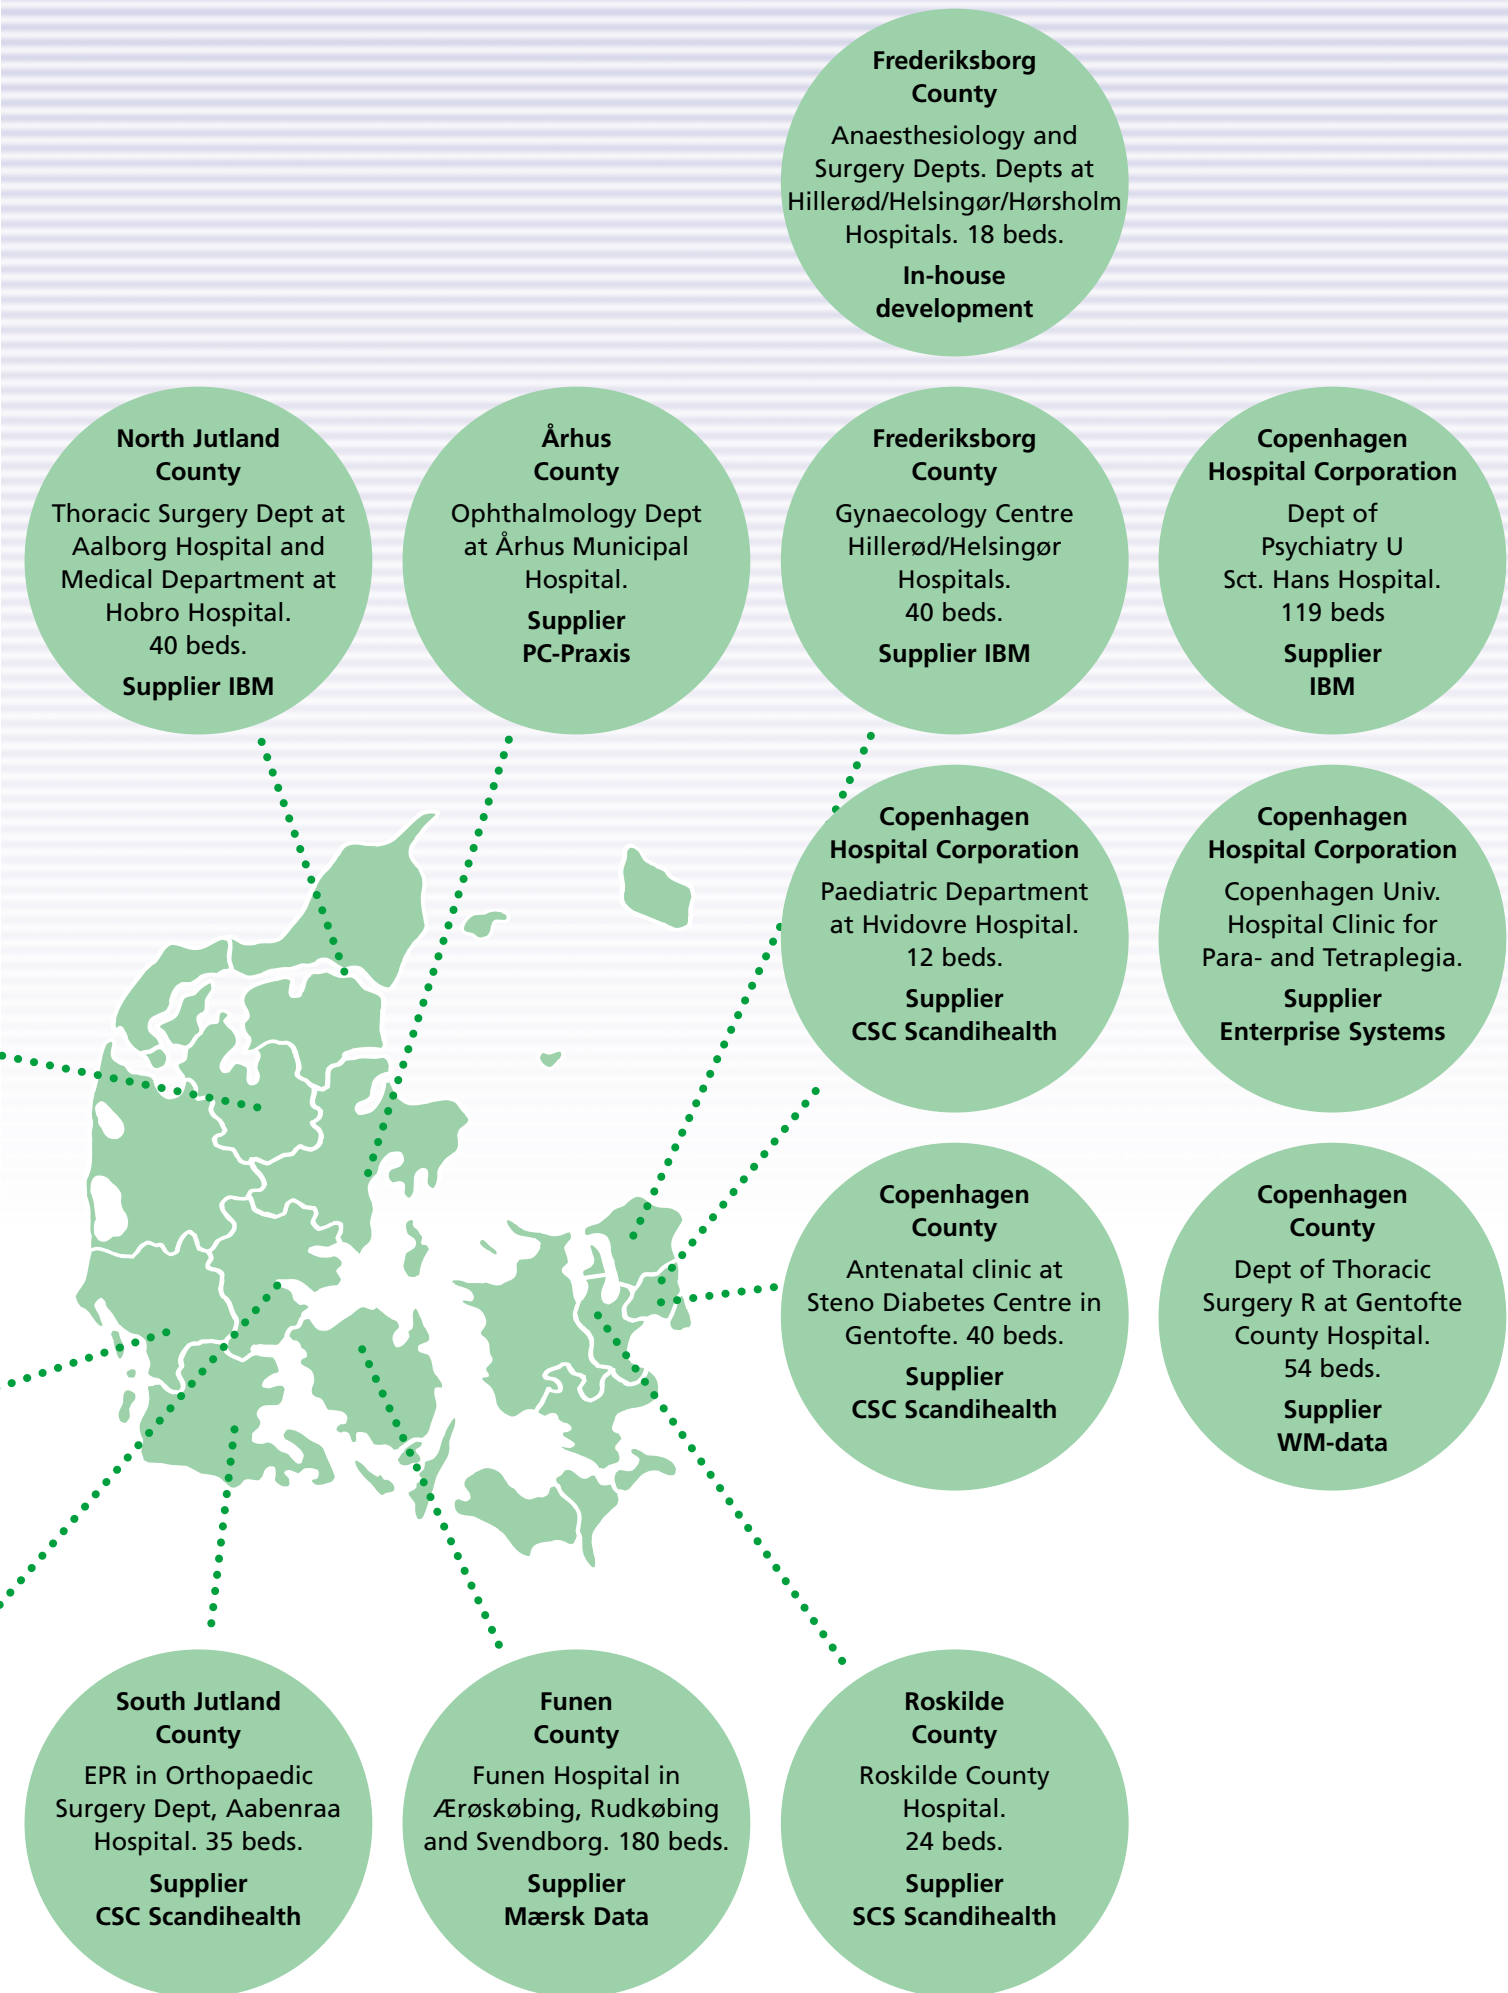 Frederiksborg
County
Anaesthesiology and
Surgery Depts. Depts at
Hillerød/Helsingør/Hørsholm
Hospitals. 18 beds.
In-house
development
North Jutland
County
Thoracic Surgery Dept at
Aalborg Hospital and
Medical Department at
Hobro Hospital.
40 beds.
Supplier IBM
Århus
County
Ophthalmology Dept
at Århus Municipal
Hospital.
Supplier
PC-Praxis
Frederiksborg
County
Gynaecology Centre
Hillerød/Helsingør
Hospitals.
40 beds.
Supplier IBM
Copenhagen
Hospital Corporation
Dept of
Psychiatry U
Sct. Hans Hospital.
119 beds
Supplier
IBM
Copenhagen
Hospital Corporation
Paediatric Department
at Hvidovre Hospital.
12 beds.
Supplier
CSC Scandihealth
Copenhagen
Hospital Corporation
Copenhagen Univ.
Hospital Clinic for
Para- and Tetraplegia.
Supplier
Enterprise Systems
Copenhagen
County
Antenatal clinic at
Steno Diabetes Centre in
Gentofte. 40 beds.
Supplier
CSC Scandihealth
Copenhagen
County
Dept of Thoracic
Surgery R at Gentofte
County Hospital.
54 beds.
Supplier
WM-data
South Jutland
County
EPR in Orthopaedic
Surgery Dept, Aabenraa
Hospital. 35 beds.
Supplier
CSC Scandihealth
Funen
County
Funen Hospital in
Ærøskøbing, Rudkøbing
and Svendborg. 180 beds.
Supplier
Mærsk Data
Roskilde
County
Roskilde County
Hospital.
24 beds.
Supplier
SCS Scandihealth